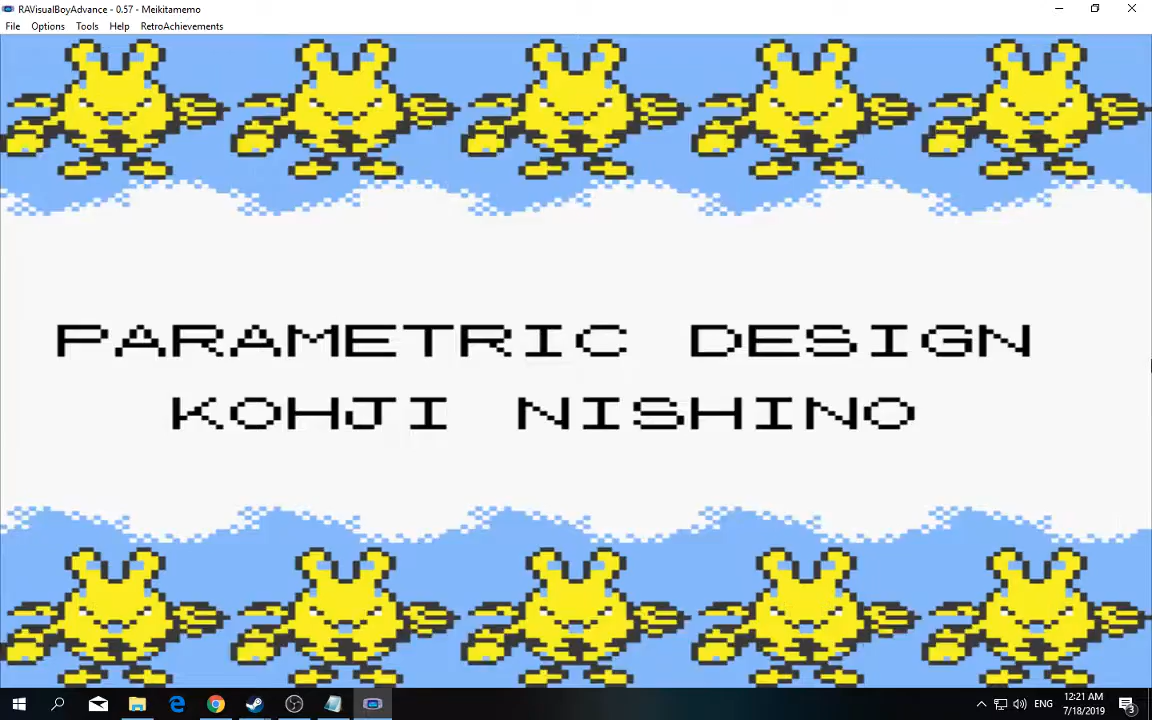 RAVisualBoyAdvance - 0.57 - Meikitamemo
File Options Tools Help RetroAchievements
PARAMETRIC DESIGN
KOHJI NISHINO
ENG
12:21 AM
7/18/2019
3